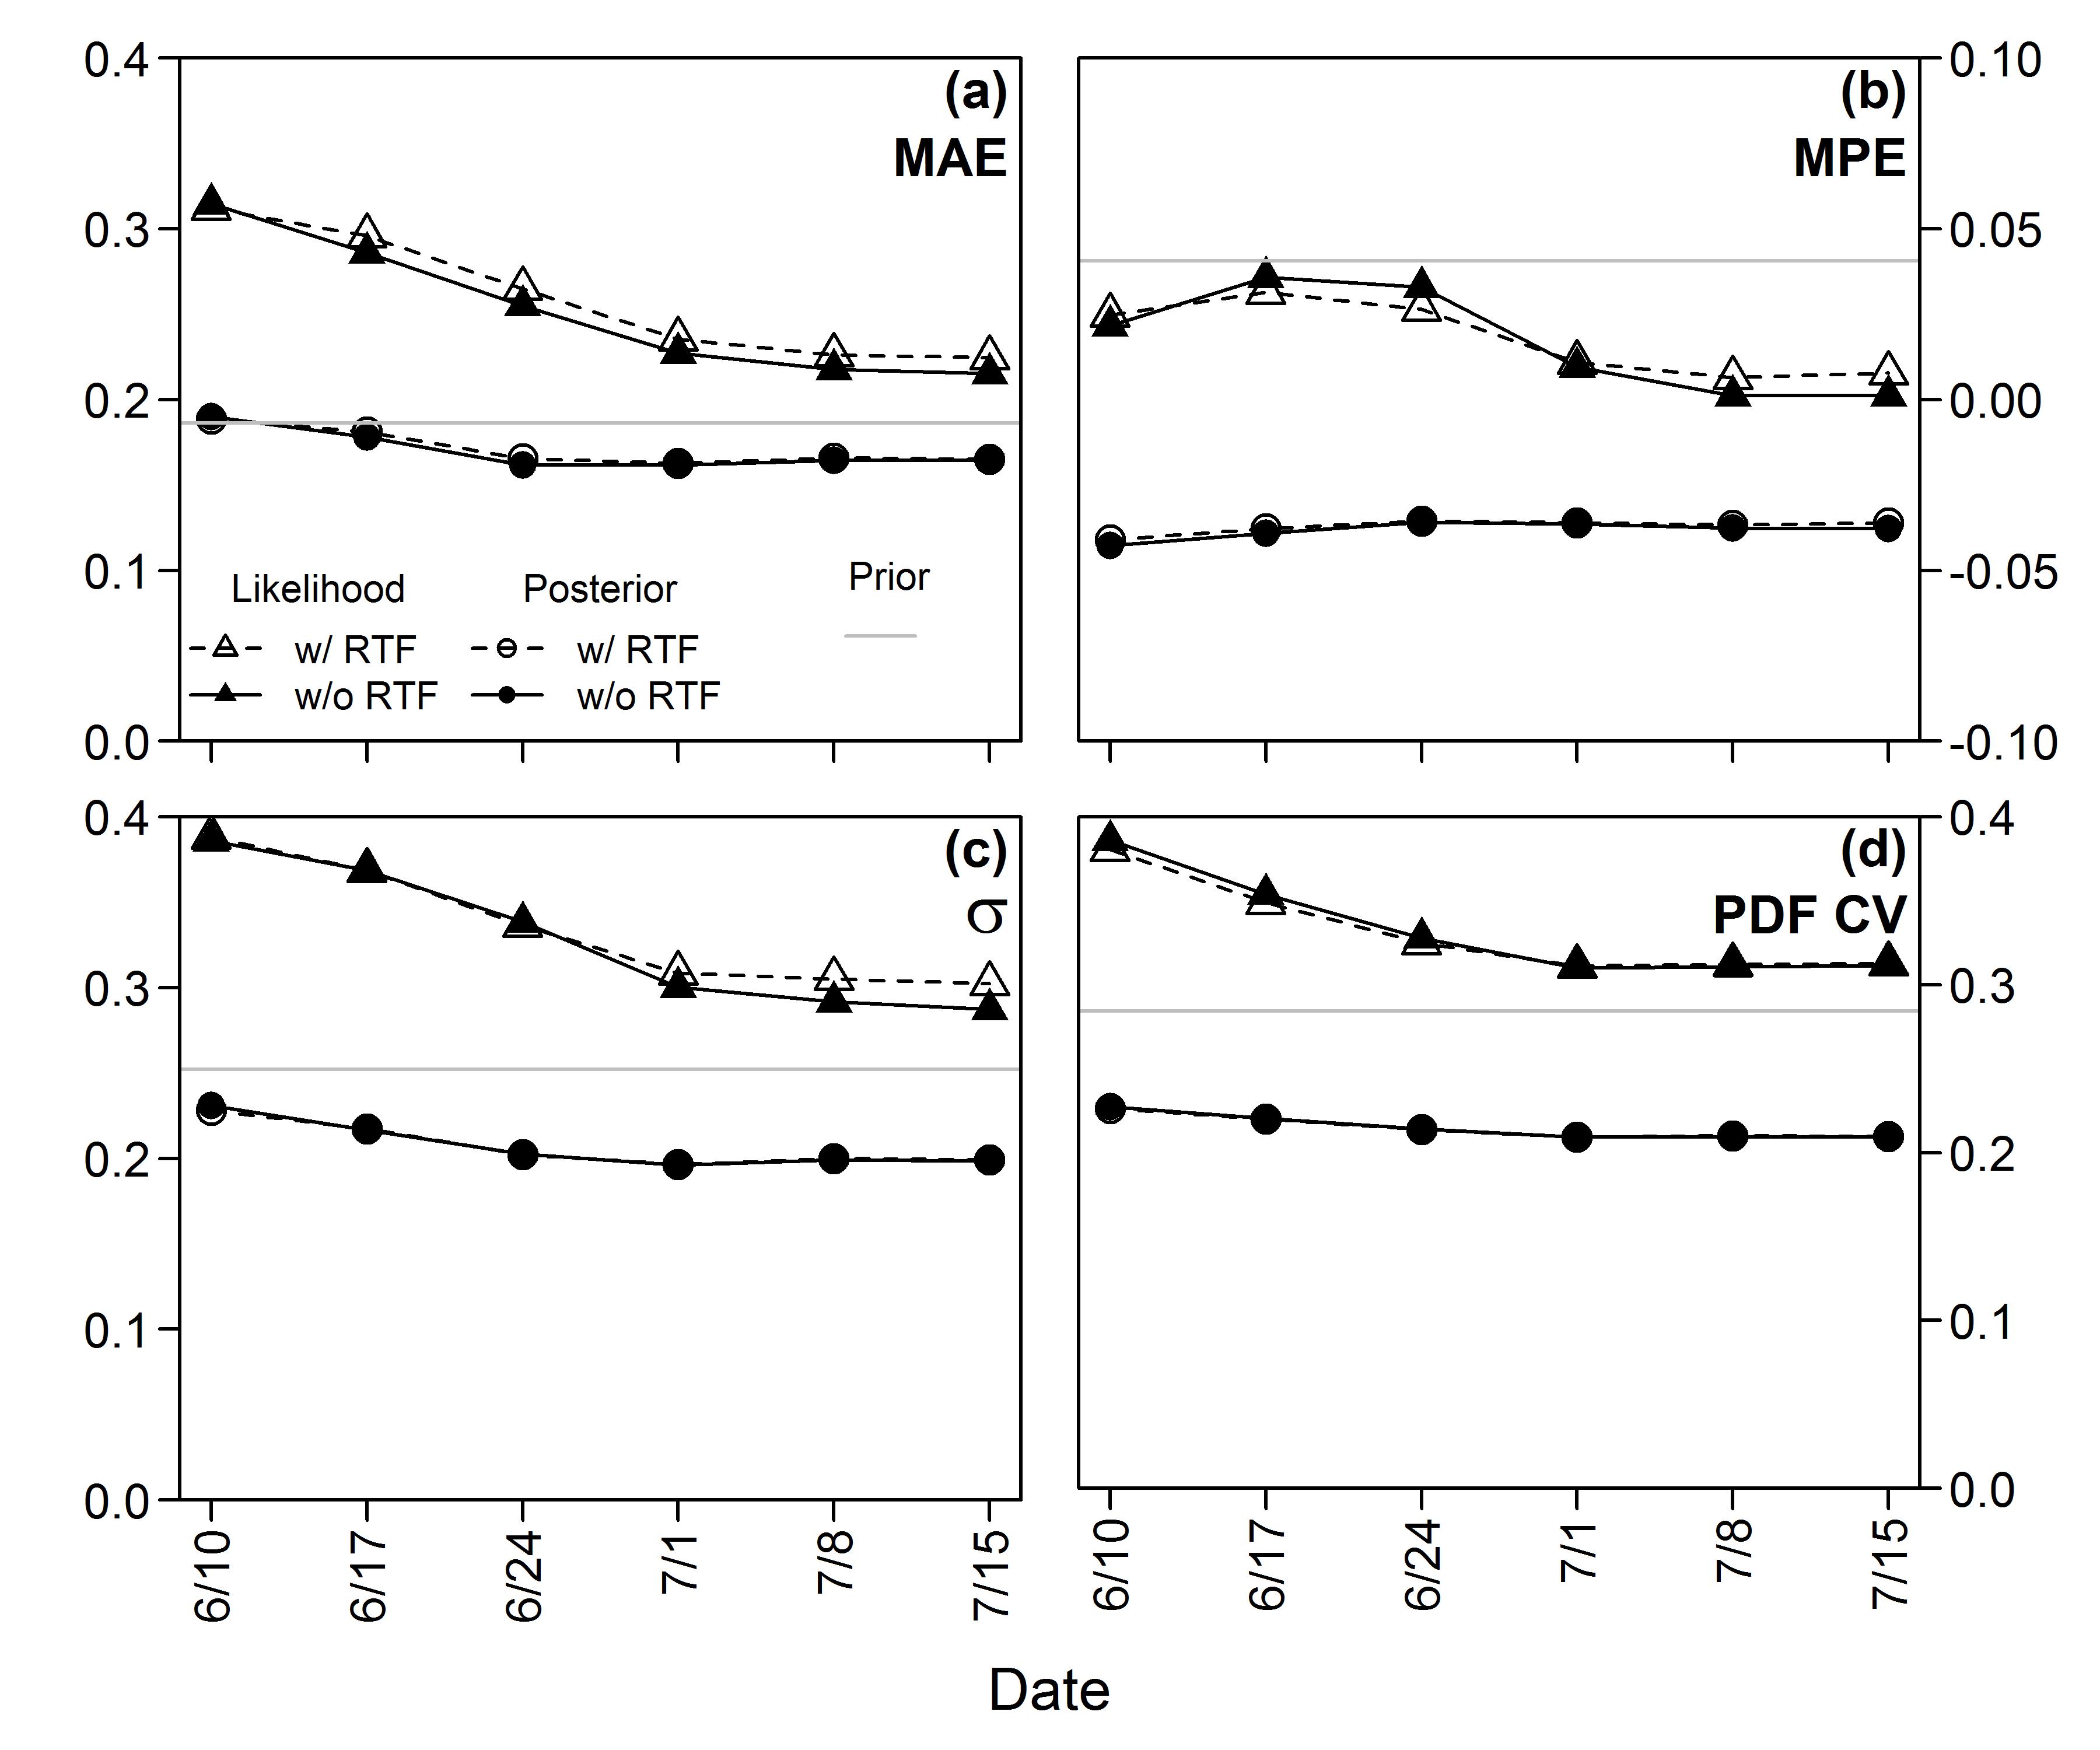 (a)
MAE
0.4
0.3
0.2
0.1
0.0
Likelihood Posterior Prior
w/ RTF w/ RTF
w/o RTF w/o RTF
(b)
MPE
0.10
0.05
0.00
-0.05
-0.10
(c)
σ
0.4
0.3
0.2
0.1
0.0
6/10 6/17 6/24 7/1 7/8 7/15
(d)
PDF CV
0.4
0.3
0.2
0.1
0.0
6/10 6/17 6/24 7/1 7/8 7/15
Date